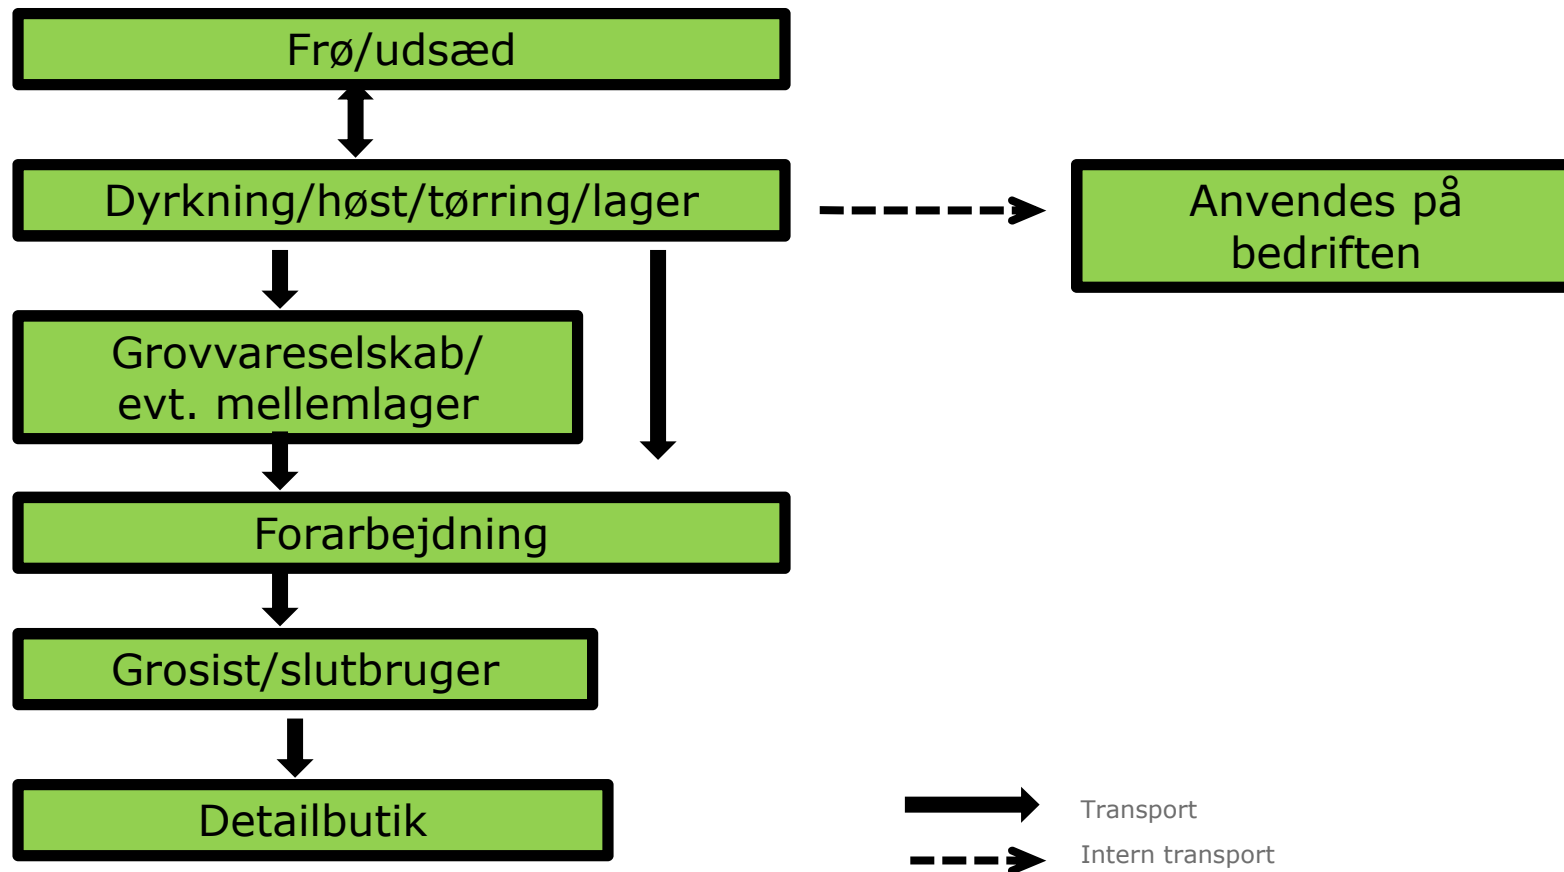 Frø/udsæd
Dyrkning/høst/tørring/lager
Anvendes på
bedriften
Grovvareselskab/
evt. mellemlager
Forarbejdning
Grosist/slutbruger
Detailbutik
Transport
Intern transport